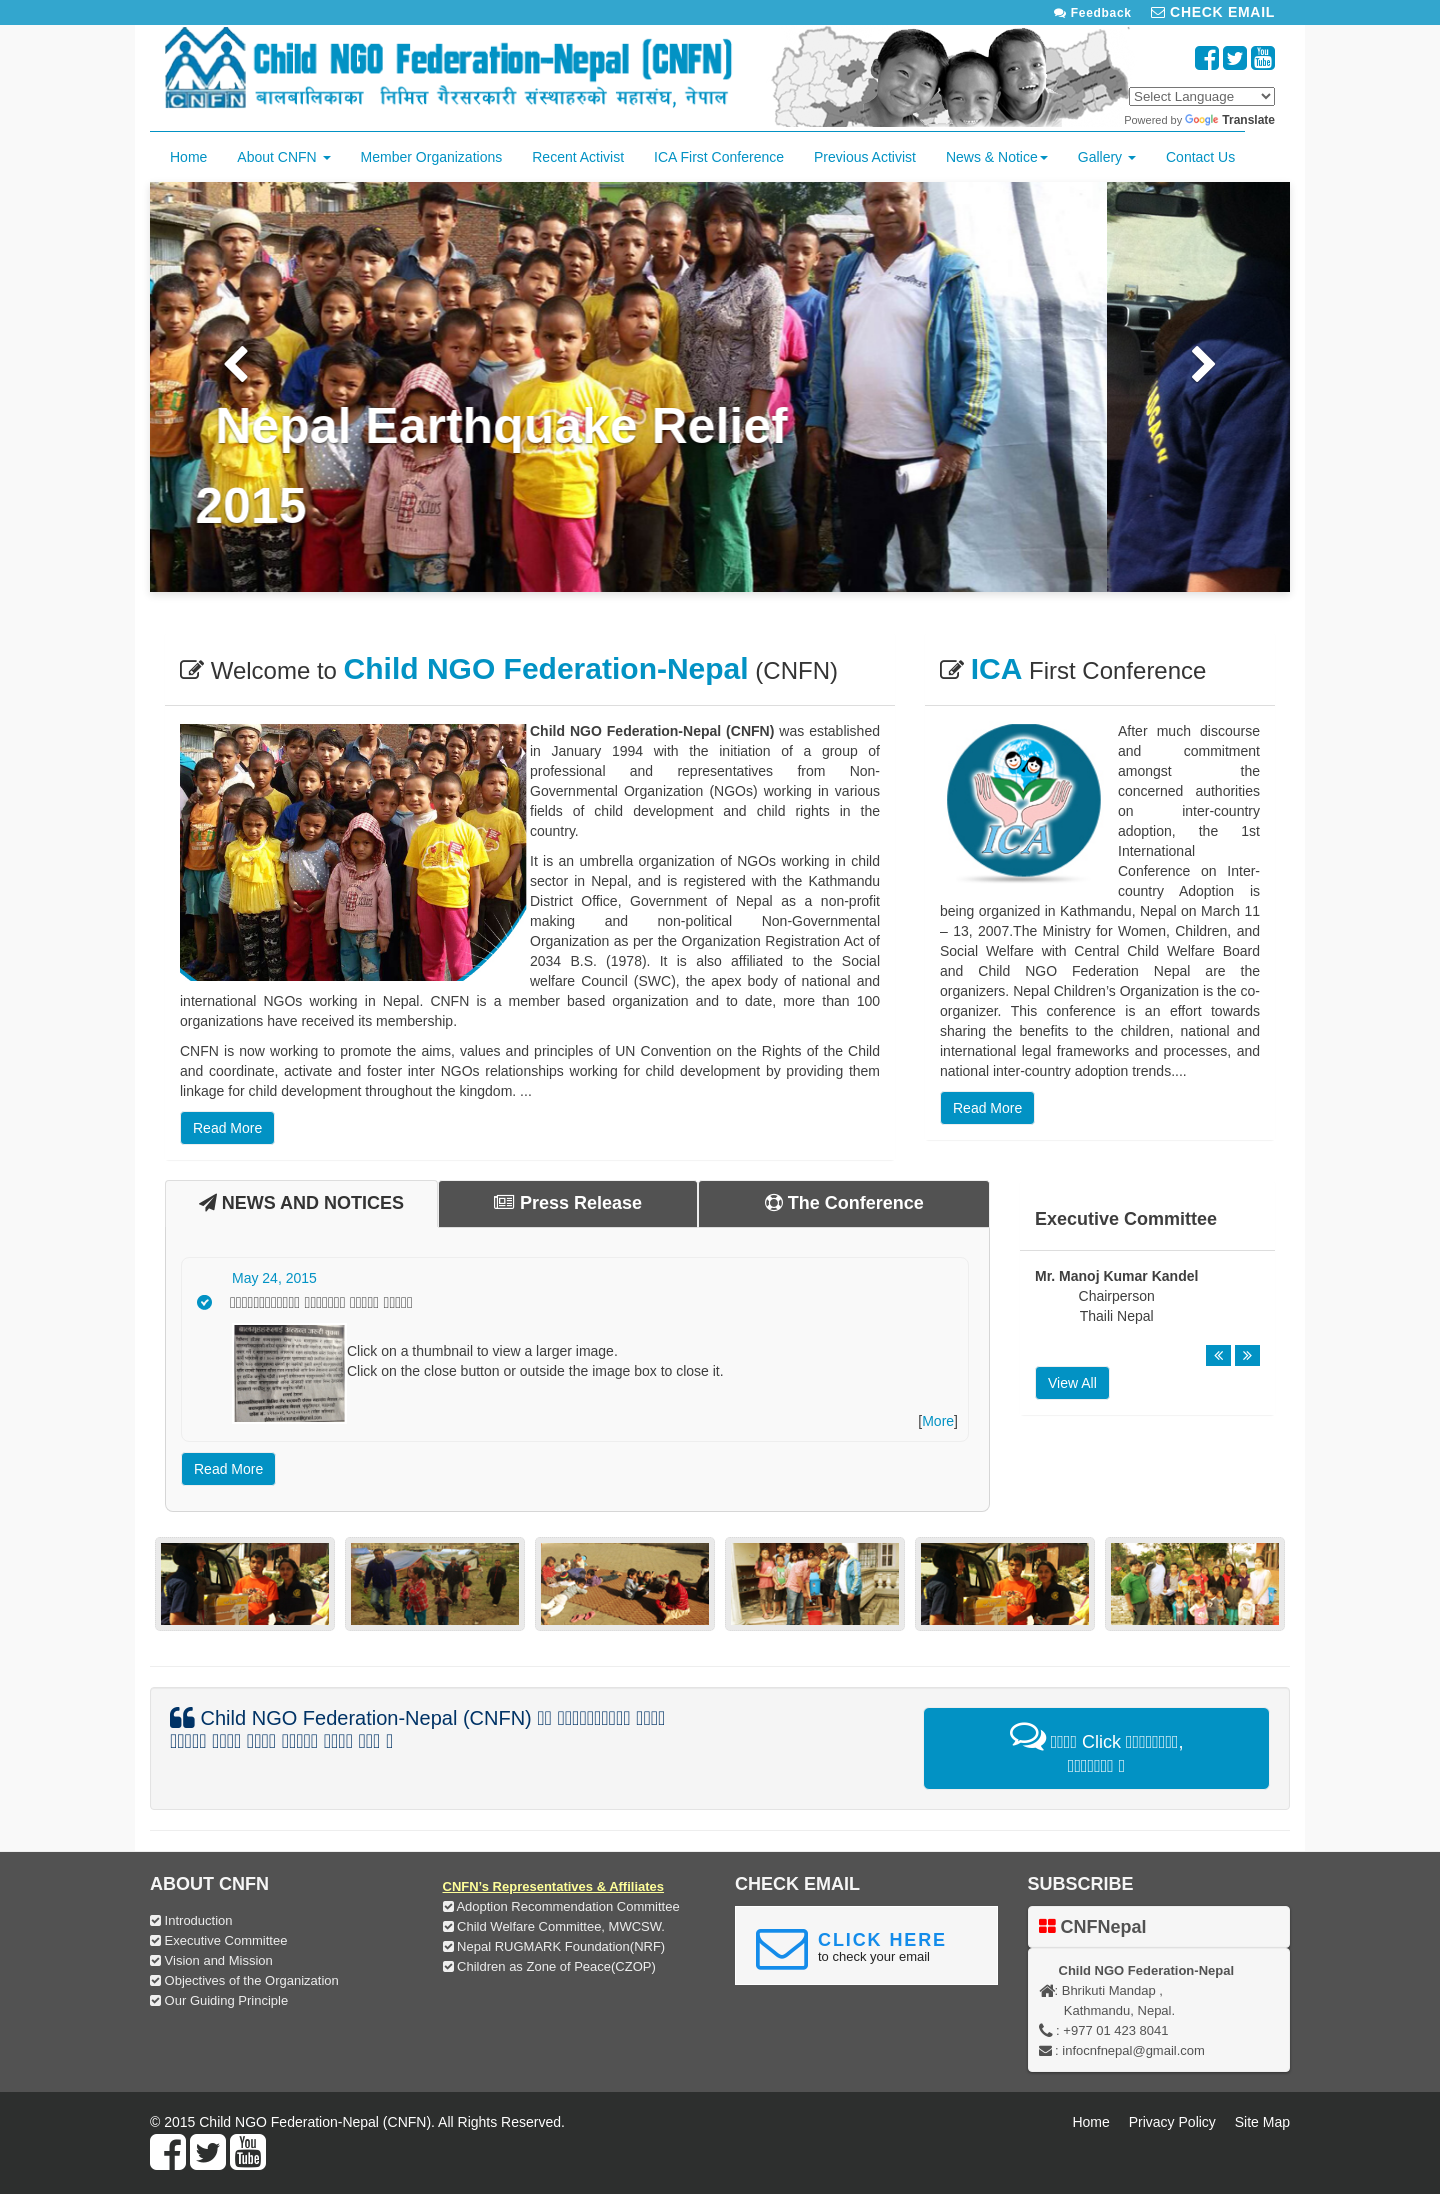 Feedback CHECK EMAIL
Child NGO Federation-Nepal (CNFN)
CNFN बालबालिकाका निमित्त गैरसरकारी संस्थाहरुको महासंघ, नेपाल
Select Language
Powered by Google Translate
Home About CNFN Member Organizations Recent Activist ICA First Conference Previous Activist News & Notice Gallery Contact Us
Nepal Earthquake Relief
2015
Welcome to Child NGO Federation-Nepal (CNFN)
Child NGO Federation-Nepal (CNFN) was established
in January 1994 with the initiation of a group of
professional and representatives from Non-
Governmental Organization (NGOs) working in various
fields of child development and child rights in the
country.
It is an umbrella organization of NGOs working in child
sector in Nepal, and is registered with the Kathmandu
District Office, Government of Nepal as a non-profit
making and non-political Non-Governmental
Organization as per the Organization Registration Act of
2034 B.S. (1978). It is also affiliated to the Social
welfare Council (SWC), the apex body of national and
international NGOs working in Nepal. CNFN is a member based organization and to date, more than 100
organizations have received its membership.
CNFN is now working to promote the aims, values and principles of UN Convention on the Rights of the Child
and coordinate, activate and foster inter NGOs relationships working for child development by providing them
linkage for child development throughout the kingdom. ...
Read More
ICA First Conference
ICA
After much discourse
and commitment
amongst the
concerned authorities
on inter-country
adoption, the 1st
International
Conference on Inter-
country Adoption is
being organized in Kathmandu, Nepal on March 11
– 13, 2007.The Ministry for Women, Children, and
Social Welfare with Central Child Welfare Board
and Child NGO Federation Nepal are the
organizers. Nepal Children’s Organization is the co-
organizer. This conference is an effort towards
sharing the benefits to the children, national and
international legal frameworks and processes, and
national inter-country adoption trends....
Read More
NEWS AND NOTICES Press Release The Conference
May 24, 2015
Click on a thumbnail to view a larger image.
Click on the close button or outside the image box to close it.
[More]
Read More
Executive Committee
Mr. Manoj Kumar Kandel
Chairperson
Thaili Nepal
View All
Child NGO Federation-Nepal (CNFN)
Click
ABOUT CNFN
Introduction
Executive Committee
Vision and Mission
Objectives of the Organization
Our Guiding Principle
CNFN’s Representatives & Affiliates
Adoption Recommendation Committee
Child Welfare Committee, MWCSW.
Nepal RUGMARK Foundation(NRF)
Children as Zone of Peace(CZOP)
CHECK EMAIL
CLICK HERE
to check your email
SUBSCRIBE
CNFNepal
Child NGO Federation-Nepal
: Bhrikuti Mandap ,
Kathmandu, Nepal.
: +977 01 423 8041
: infocnfnepal@gmail.com
© 2015 Child NGO Federation-Nepal (CNFN). All Rights Reserved.
Home Privacy Policy Site Map